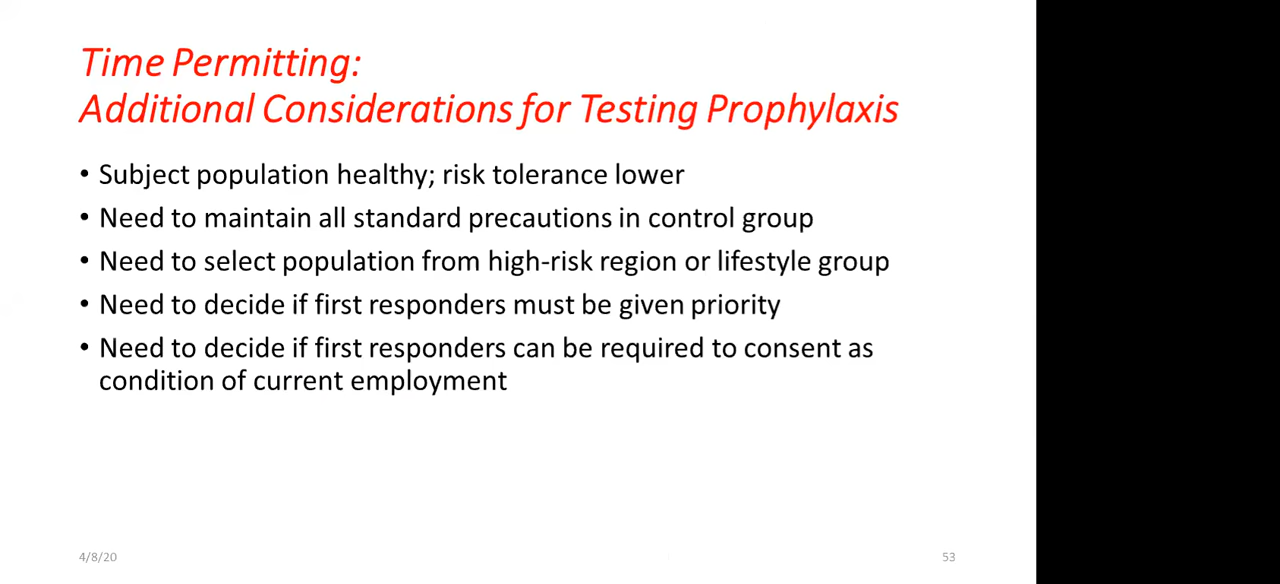 Time Permitting:
Additional Considerations for Testing Prophylaxis
• Subject population healthy; risk tolerance lower
• Need to maintain all standard precautions in control group
• Need to select population from high-risk region or lifestyle group
• Need to decide if first responders must be given priority
• Need to decide if first responders can be required to consent as
condition of current employment
4/8/20
53